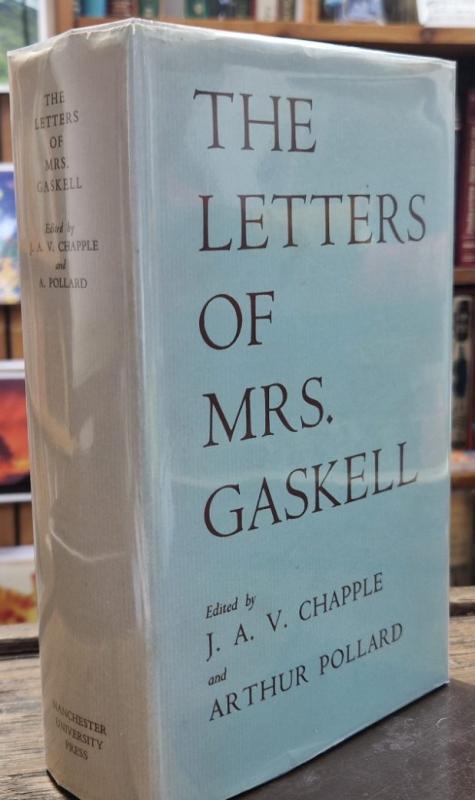 THE
LETTERS
OF
MRS.
GASKELL
Edited by
J. A. V. CHAPPLE
and
A. POLLARD
MANCHESTER
UNIVERSITY
PRESS
THE
LETTERS
OF
MRS.
GASKELL
Edited by
J. A. V. CHAPPLE
and
ARTHUR POLLARD